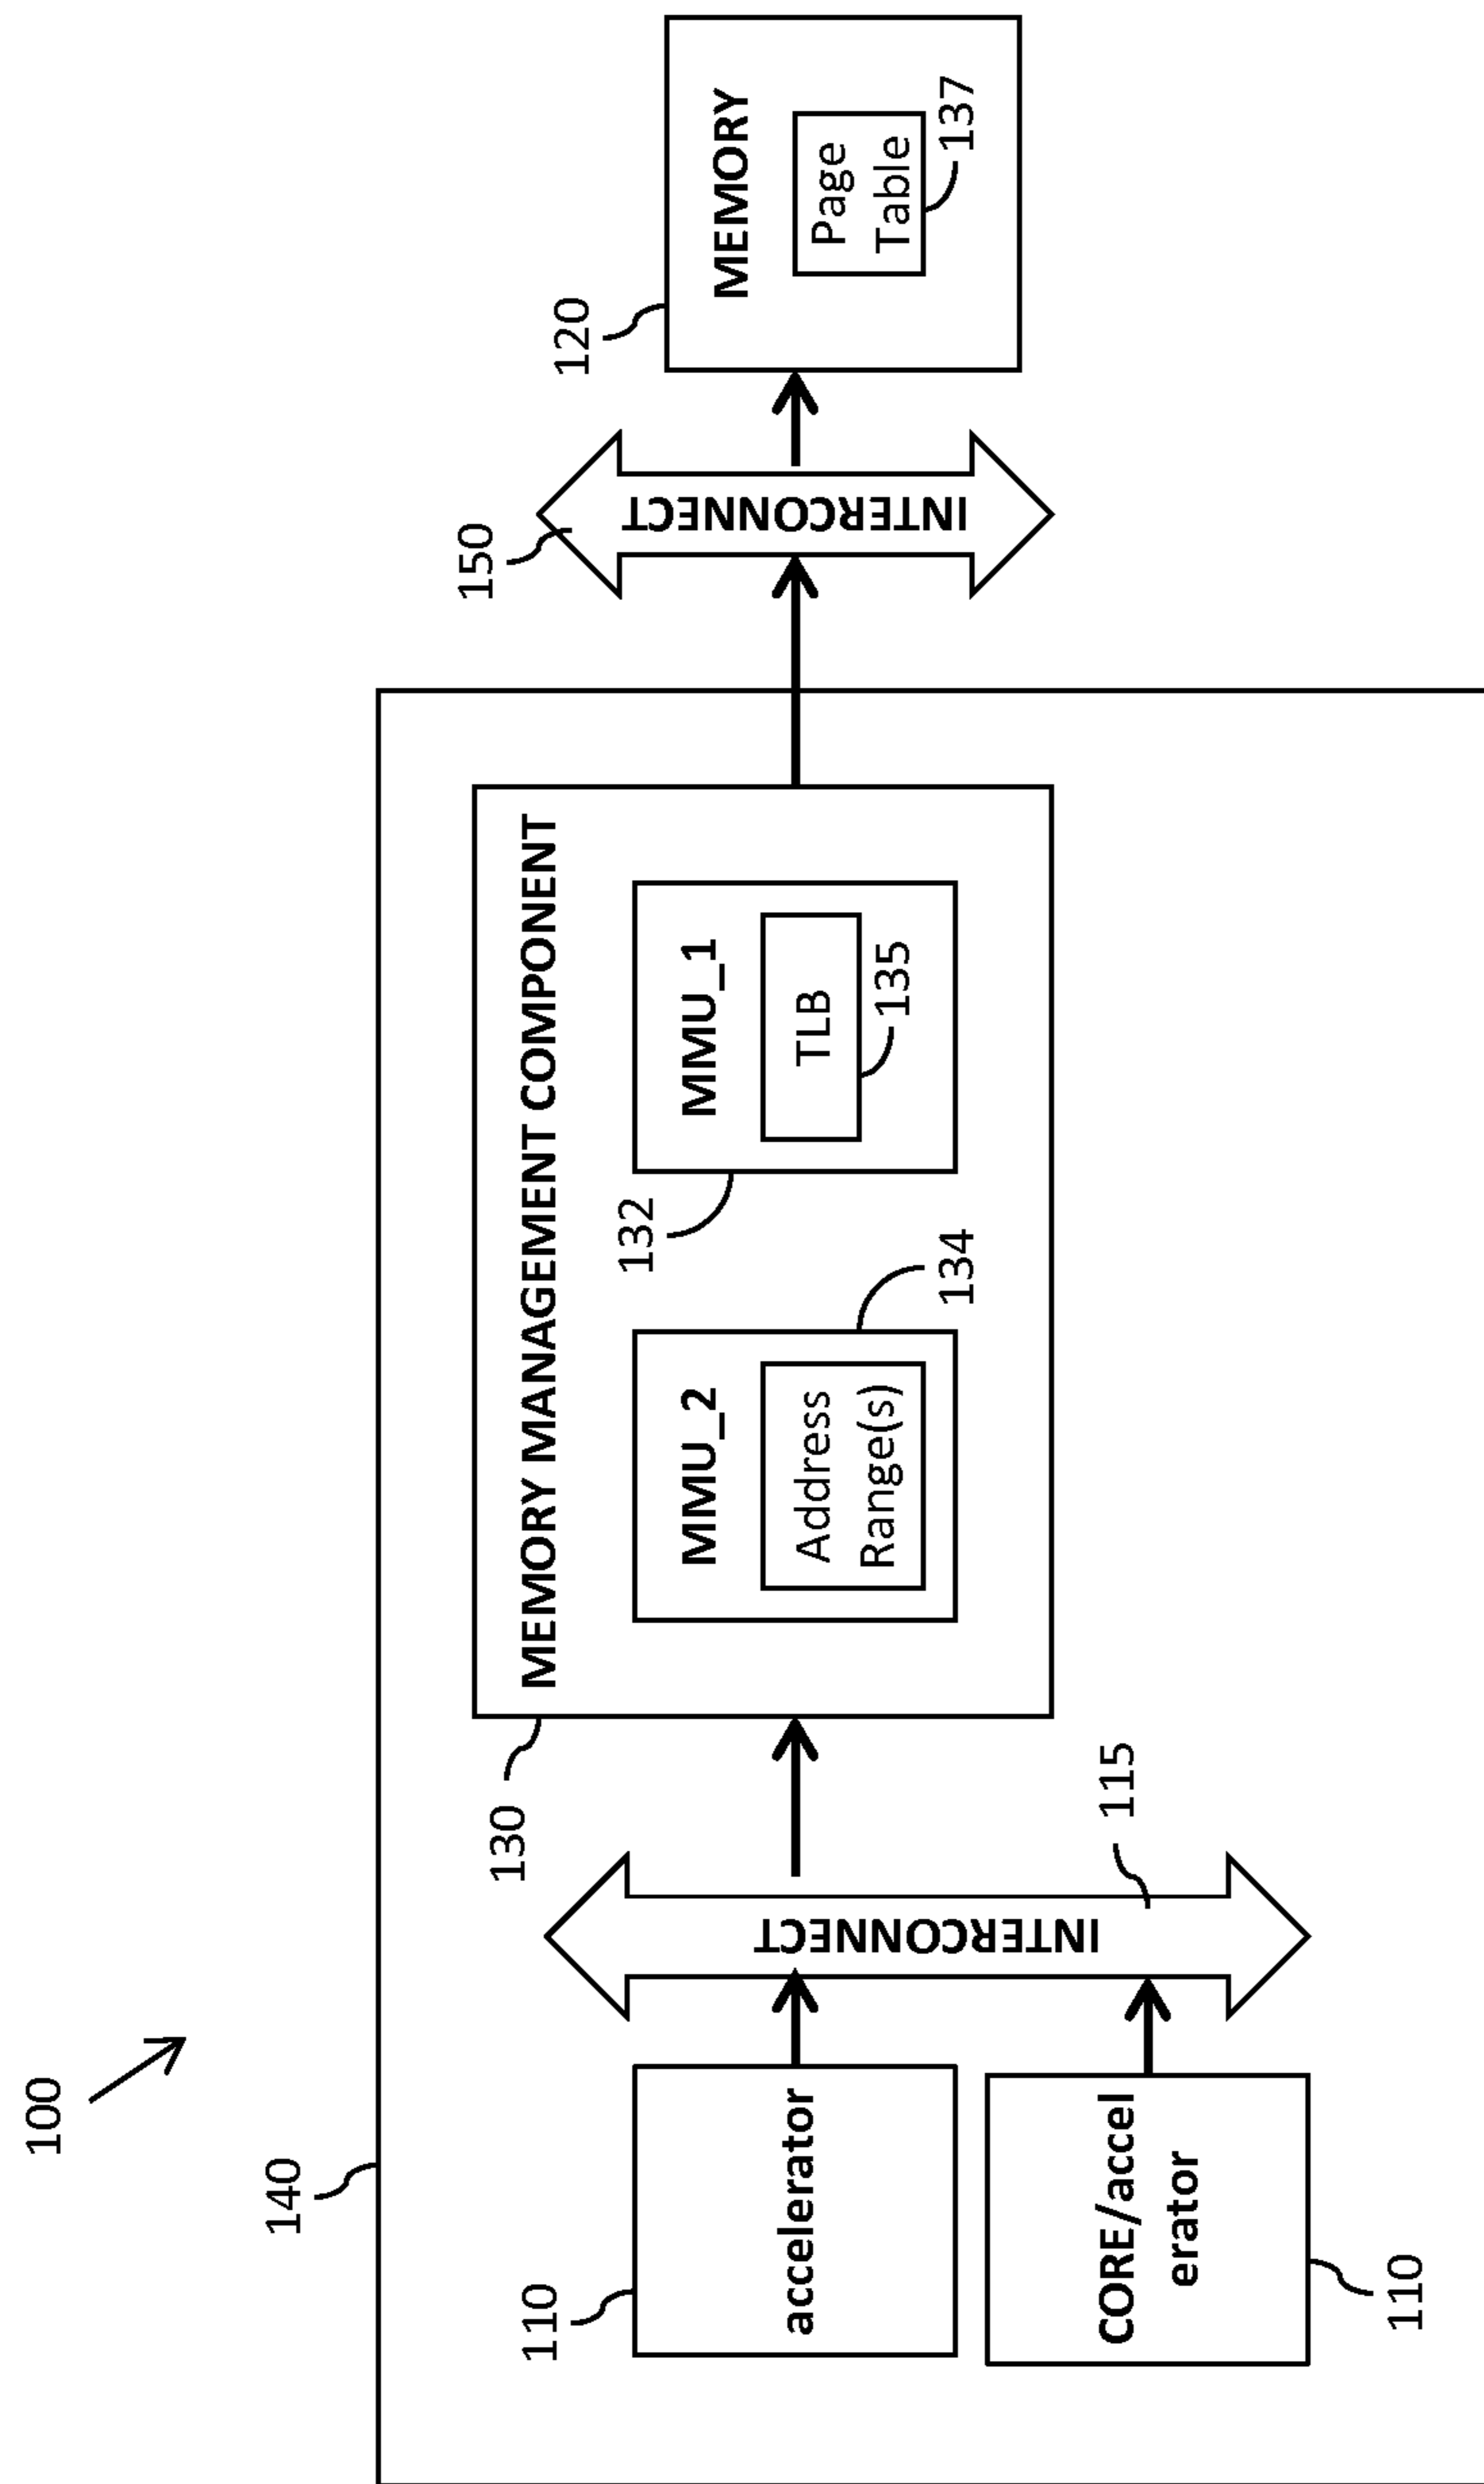 100
140
110
accelerator
CORE/accel
erator
110
INTERCONNECT
115
130
MEMORY MANAGEMENT COMPONENT
MMU_2
Address
Range(s)
134
132
MMU_1
TLB
135
150
INTERCONNECT
120
MEMORY
Page
Table
137